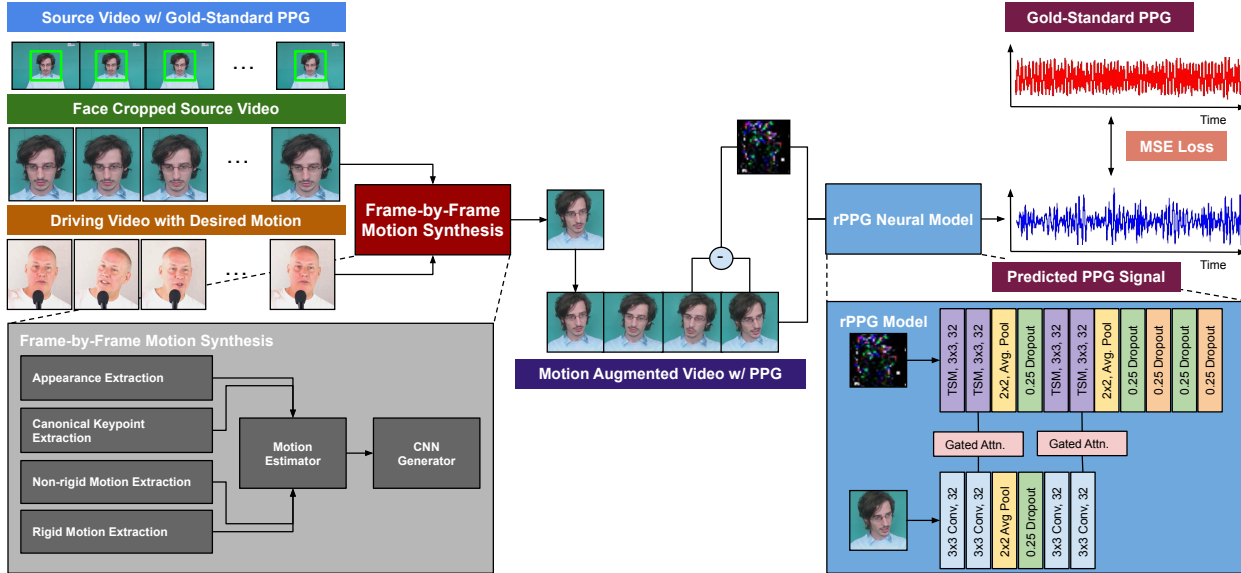 Source Video w/ Gold-Standard PPG
...
Face Cropped Source Video
...
Driving Video with Desired Motion
...
Frame-by-Frame
Motion Synthesis
-
Motion Augmented Video w/ PPG
rPPG Neural Model
Gold-Standard PPG
Time
MSE Loss
Time
Predicted PPG Signal
Frame-by-Frame Motion Synthesis
Appearance Extraction
Canonical Keypoint
Extraction
Non-rigid Motion Extraction
Rigid Motion Extraction
Motion
Estimator
CNN
Generator
rPPG Model
TSM, 3x3, 32
TSM, 3x3, 32
2x2, Avg. Pool
0.25 Dropout
TSM, 3x3, 32
TSM, 3x3, 32
2x2, Avg. Pool
0.25 Dropout
0.25 Dropout
0.25 Dropout
0.25 Dropout
Gated Attn.
Gated Attn.
3x3 Conv, 32
3x3 Conv, 32
2x2 Avg Pool
0.25 Dropout
3x3 Conv, 32
3x3 Conv, 32